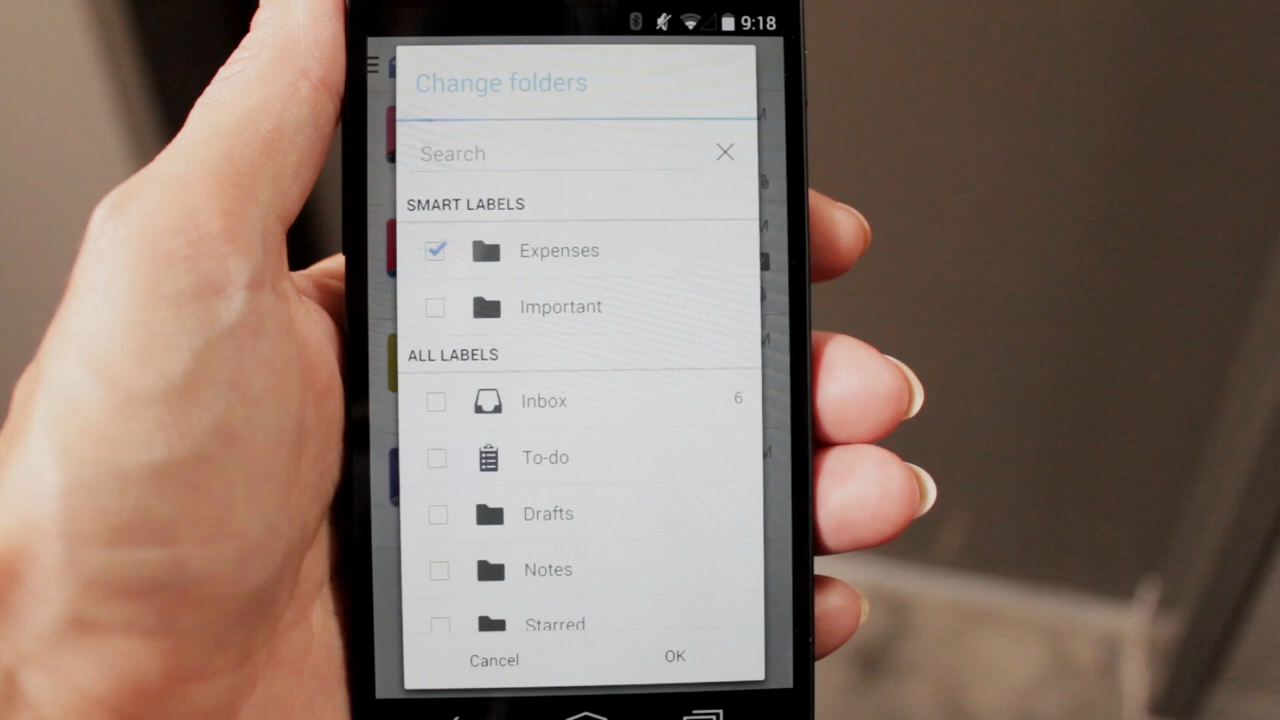 9:18
Change folders
Search
SMART LABELS
Expenses
Important
ALL LABELS
Inbox 6
To-do
Drafts
Notes
Starred
Cancel OK